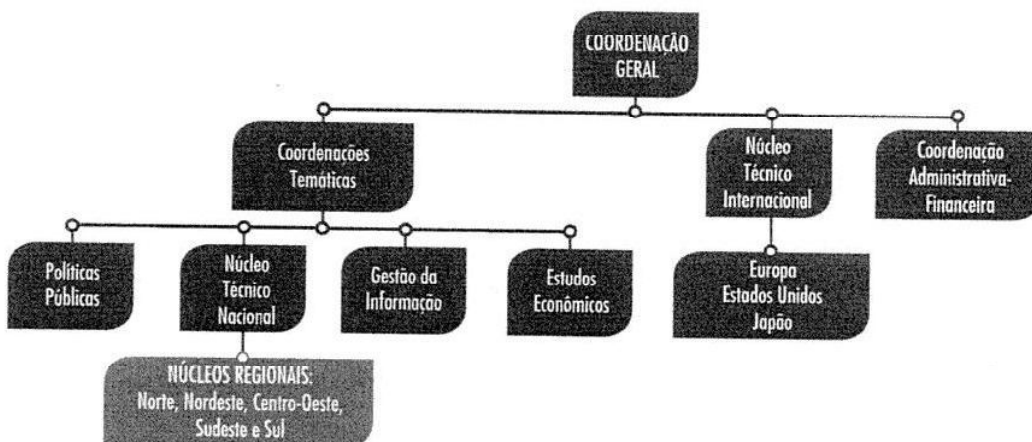 COORDENAÇÃO
GERAL
Coordenações
Temáticas
Núcleo
Técnico
Internacional
Coordenação
Administrativa-
Financeira
Políticas
Públicas
Núcleo
Técnico
Nacional
Gestão da
Informação
Estudos
Econômicos
Europa
Estados Unidos
Japão
NÚCLEOS REGIONAIS:
Norte, Nordeste, Centro-Oeste,
Sudeste e Sul